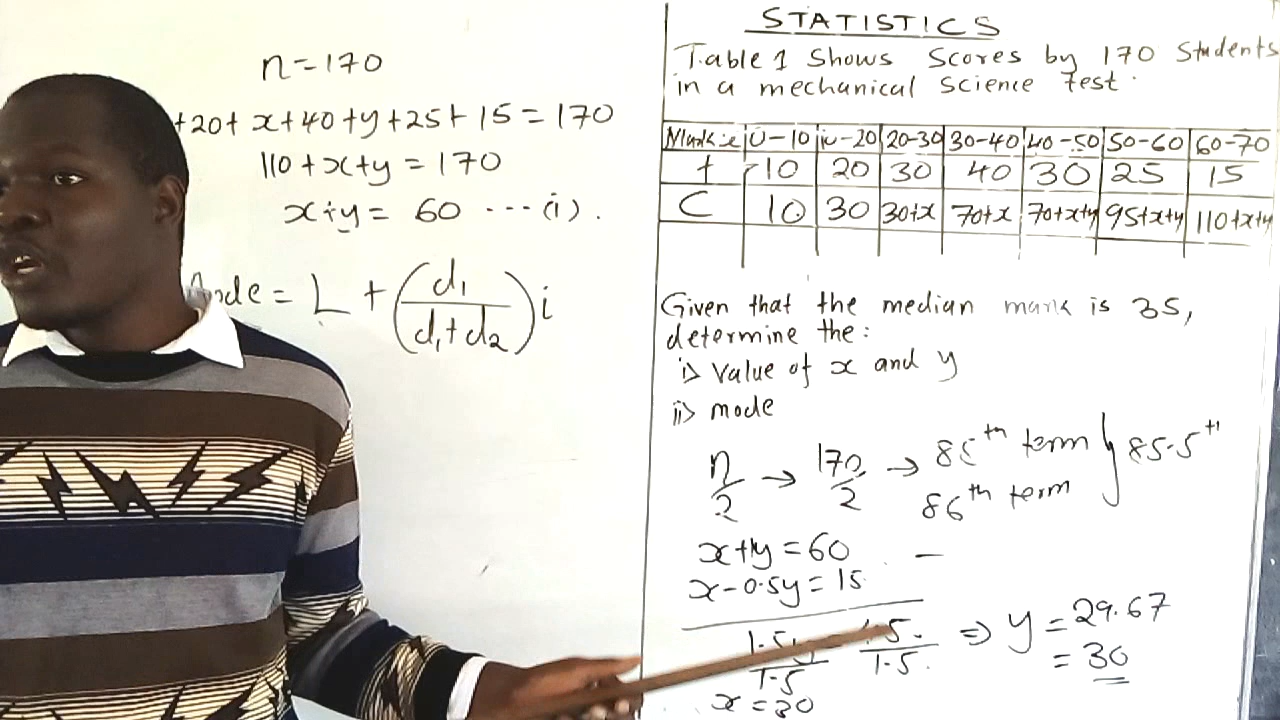 n = 170
+20+ x+40+y+25+ 15 = 170
110+x+y = 170
x+y = 60 --- (i).
Mode = L + (d₁/(d₁+d₂)) i
STATISTICS
Table 1 Shows Scores by 170 Students
in a mechanical Science test.
Mark x 0-10 10-20 20-30 30-40 40-50 50-60 60-70
f 10 20 30 40 30 25 15
C 10 30 30+x 70+x 70+x+y 95+x+y 110+x+y
Given that the median mark is 35,
determine the:
i) Value of x and y
ii) mode
n/2 → 170/2 → 85th term } 85.5th
86th term
x+y = 60 —
x-0.5y = 15
1.5y/1.5 1.5 ⇒ y = 29.67
= 30
x = 30